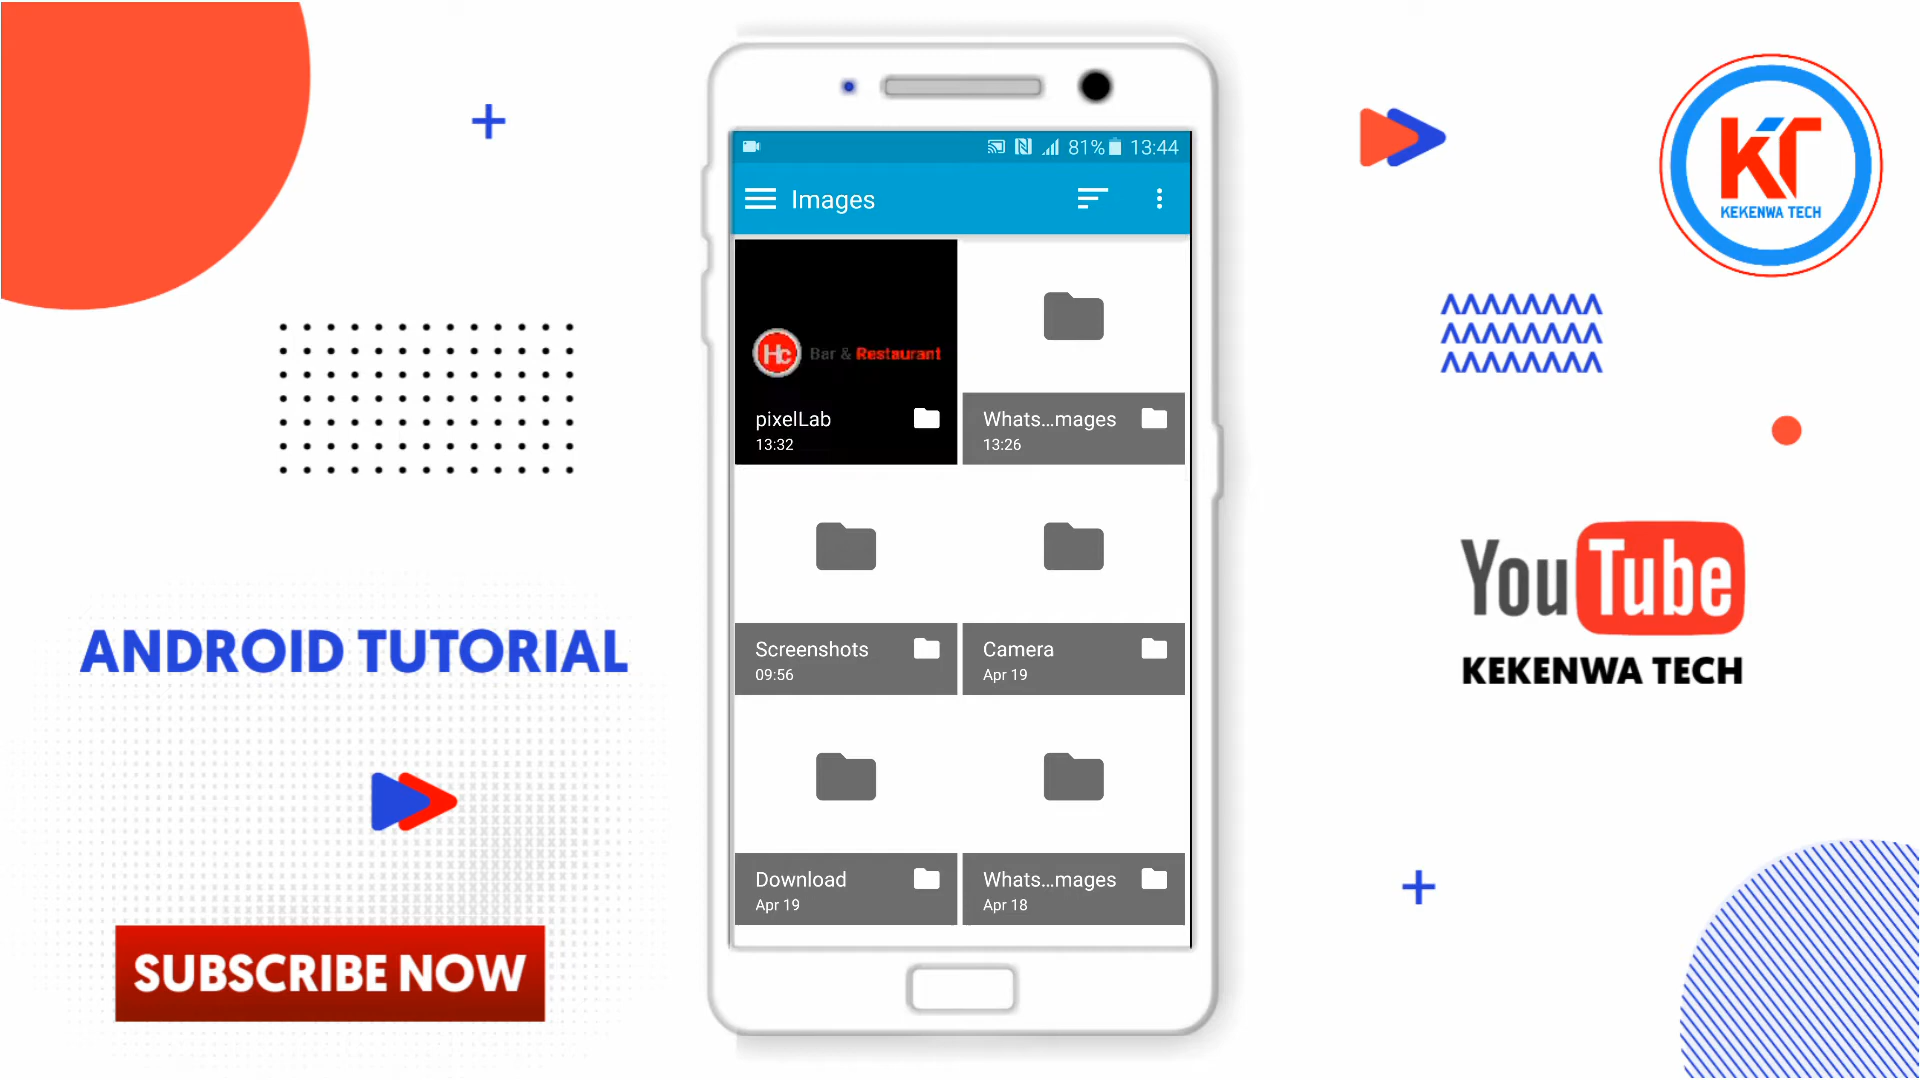 81% 13:44
Images
KT
KEKENWA TECH
Hc Bar & Restaurant
pixelLab
13:32
Whats...mages
13:26
Screenshots
09:56
Camera
Apr 19
Download
Apr 19
Whats...mages
Apr 18
ANDROID TUTORIAL
SUBSCRIBE NOW
YouTube
KEKENWA TECH